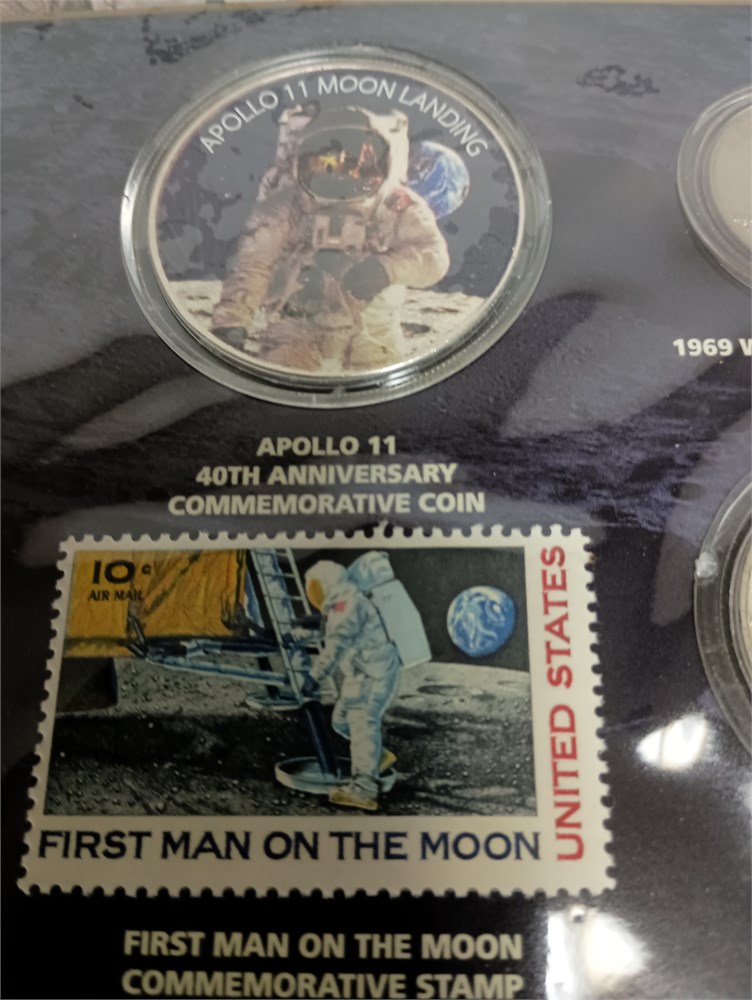 APOLLO 11 MOON LANDING
1969
APOLLO 11
40TH ANNIVERSARY
COMMEMORATIVE COIN
10c
AIR MAIL
UNITED STATES
FIRST MAN ON THE MOON
FIRST MAN ON THE MOON
COMMEMORATIVE STAMP